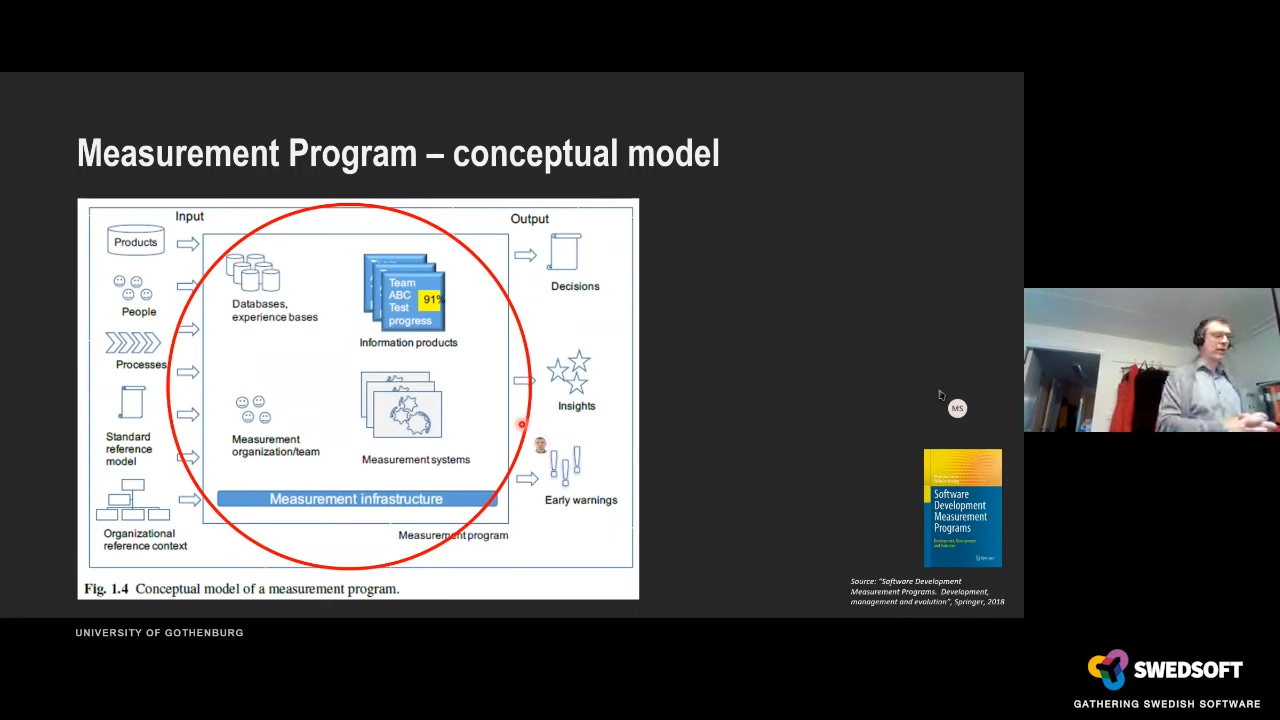 Measurement Program – conceptual model
Input
Output
Products
People
Processes
Standard
reference
model
Organizational
reference context
Databases,
experience bases
Team
ABC
Test
progress
91%
Information products
Measurement
organization/team
Measurement systems
Measurement infrastructure
Measurement program
Decisions
Insights
Early warnings
Fig. 1.4 Conceptual model of a measurement program.
MS
Software
Development
Measurement
Programs
Springer
Source: "Software Development
Measurement Programs. Development,
management and evolution", Springer, 2018
UNIVERSITY OF GOTHENBURG
SWEDSOFT
GATHERING SWEDISH SOFTWARE